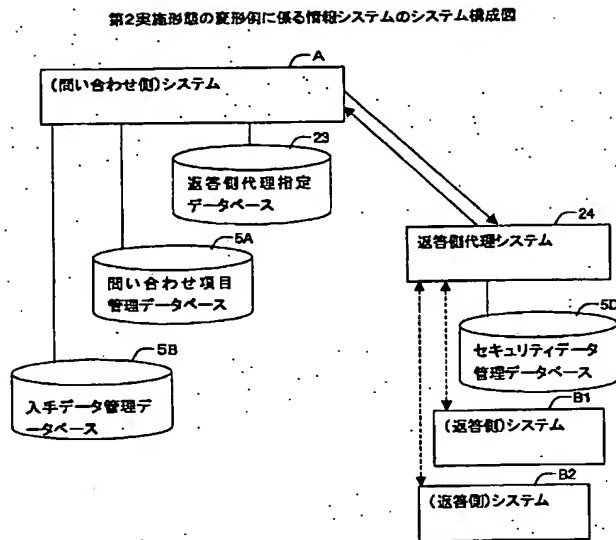 第2実施形態の変形例に係る情報システムのシステム構成図
A
(問い合わせ側)システム
23
返答側代理指定
データベース
24
返答側代理システム
5A
問い合わせ項目
管理データベース
5D
セキュリティデータ
管理データベース
5B
入手データ管理デ
ータベース
B1
(返答側)システム
B2
(返答側)システム